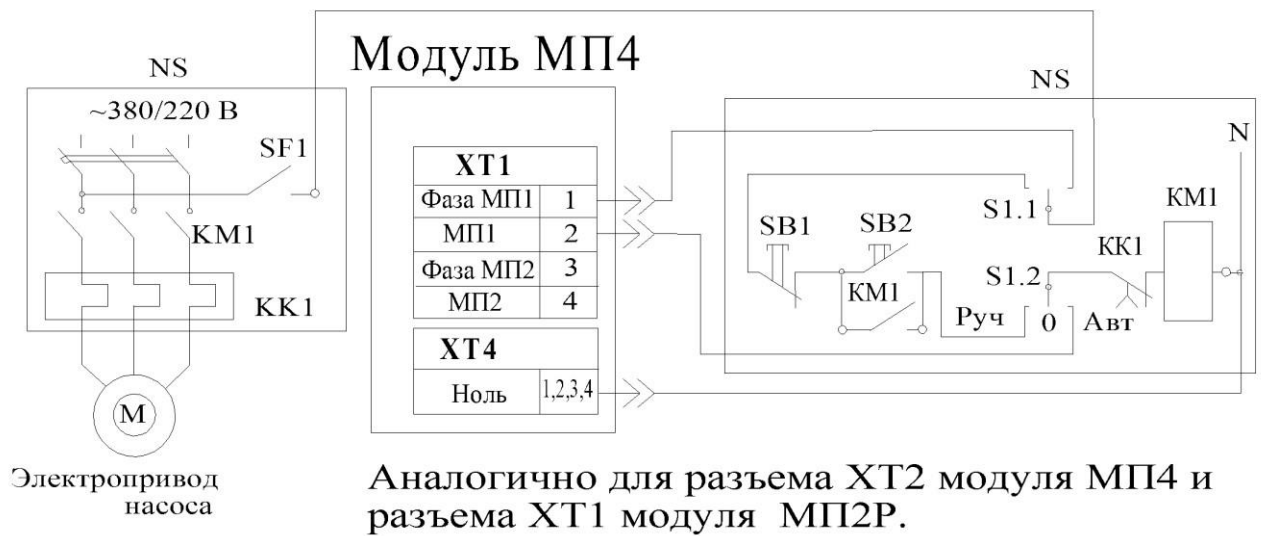 Модуль МП4
NS
~380/220 В
SF1
KM1
KK1
M
Электропривод
насоса
XT1
Фаза МП1 1
МП1 2
Фаза МП2 3
МП2 4
XT4
Ноль 1,2,3,4
NS
N
S1.1
KM1
SB1
SB2
KK1
S1.2
KM1
Руч 0 Авт
Аналогично для разъема ХТ2 модуля МП4 и
разъема ХТ1 модуля МП2Р.